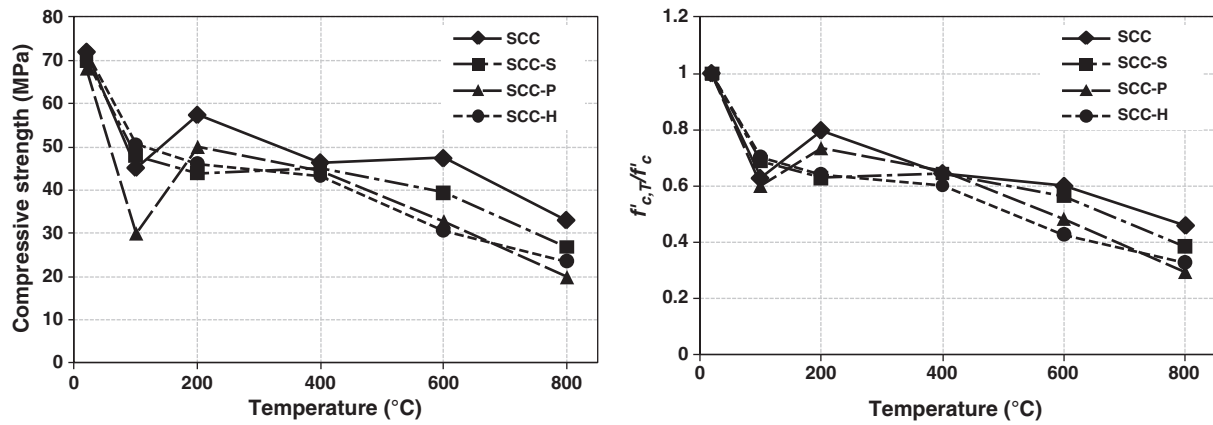 80
70
60
50
40
30
20
10
0
0 200 400 600 800
Compressive strength (MPa)
Temperature (°C)
SCC
SCC-S
SCC-P
SCC-H
1.2
1
0.8
0.6
0.4
0.2
0
0 200 400 600 800
f'c,T/f'c
Temperature (°C)
SCC
SCC-S
SCC-P
SCC-H